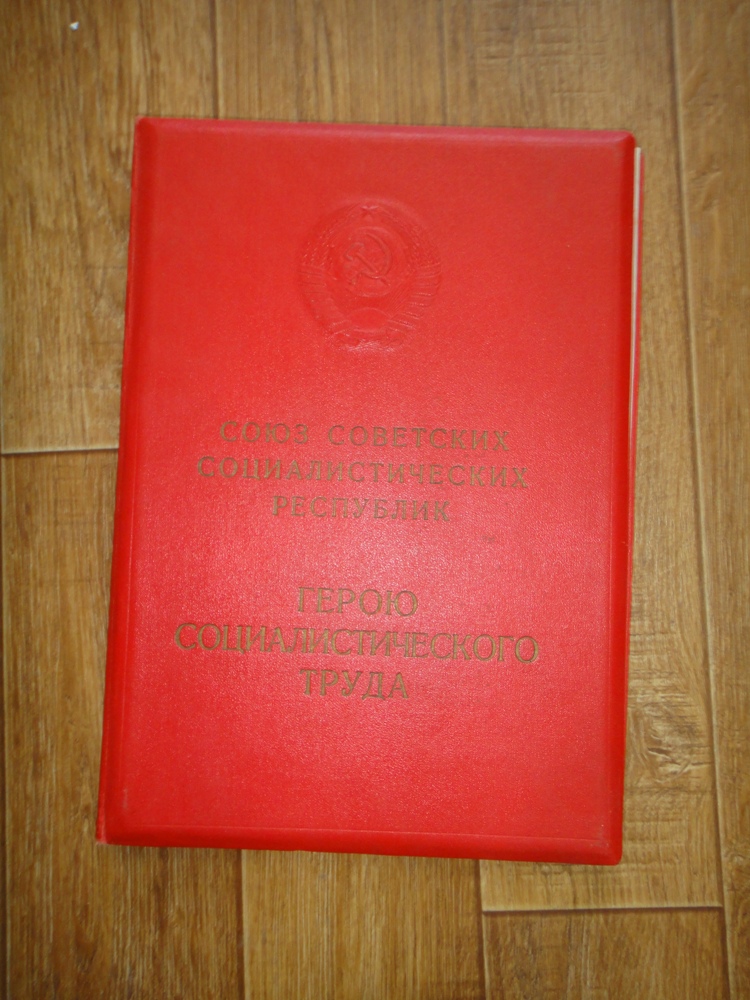 СОЮЗ СОВЕТСКИХ
СОЦИАЛИСТИЧЕСКИХ
РЕСПУБЛИК
ГЕРОЮ
СОЦИАЛИСТИЧЕСКОГО
ТРУДА